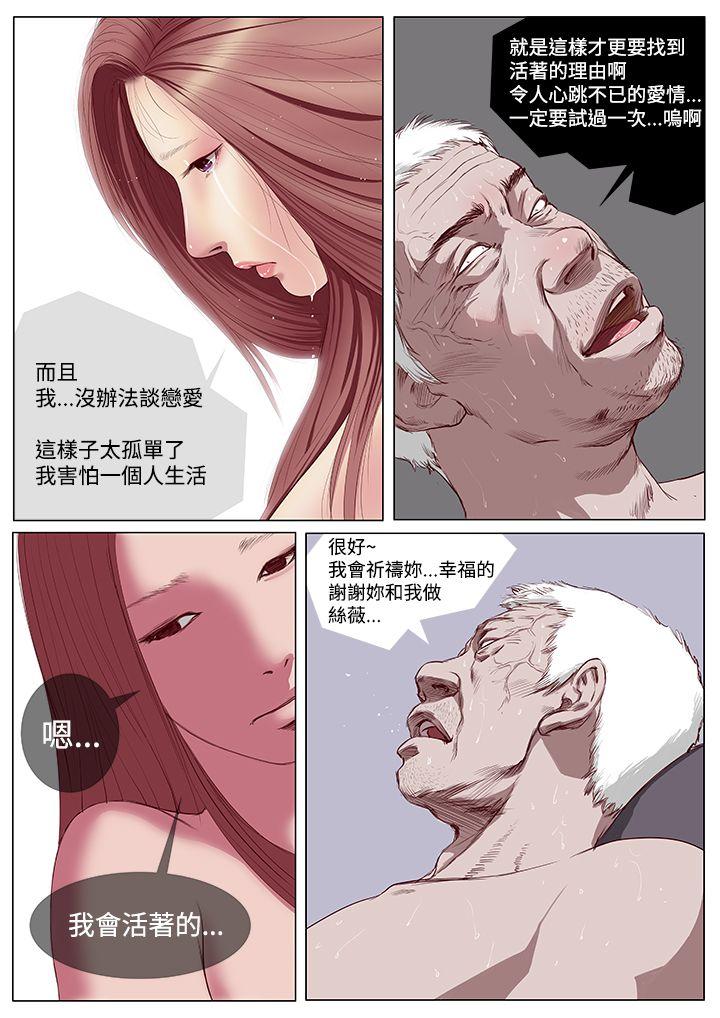 而且
我...沒辦法談戀愛
這樣子太孤單了
我害怕一個人生活
就是這樣才更要找到
活著的理由啊
令人心跳不已的愛情...
一定要試過一次...嗚啊
嗯...
我會活著的...
很好~
我會祈禱妳...幸福的
謝謝妳和我做
絲薇...